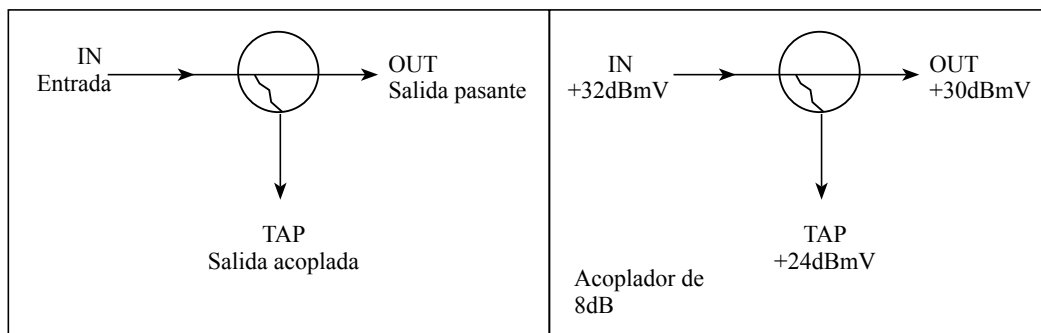 IN
Entrada
OUT
Salida pasante
TAP
Salida acoplada
IN
+32dBmV
OUT
+30dBmV
TAP
+24dBmV
Acoplador de
8dB